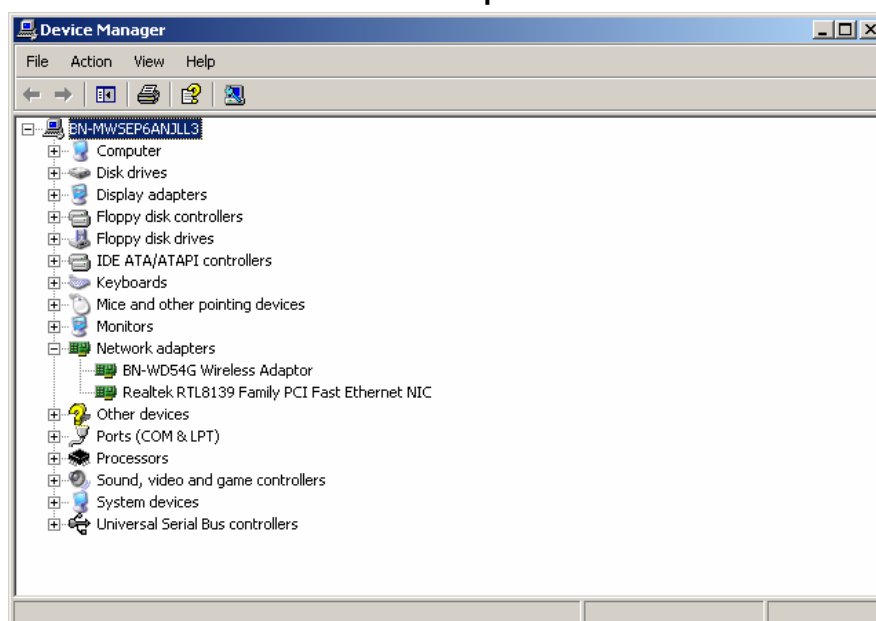 Device Manager
File Action View Help
BN-MWSEP6ANJLL3
Computer
Disk drives
Display adapters
Floppy disk controllers
Floppy disk drives
IDE ATA/ATAPI controllers
Keyboards
Mice and other pointing devices
Monitors
Network adapters
BN-WD54G Wireless Adaptor
Realtek RTL8139 Family PCI Fast Ethernet NIC
Other devices
Ports (COM & LPT)
Processors
Sound, video and game controllers
System devices
Universal Serial Bus controllers